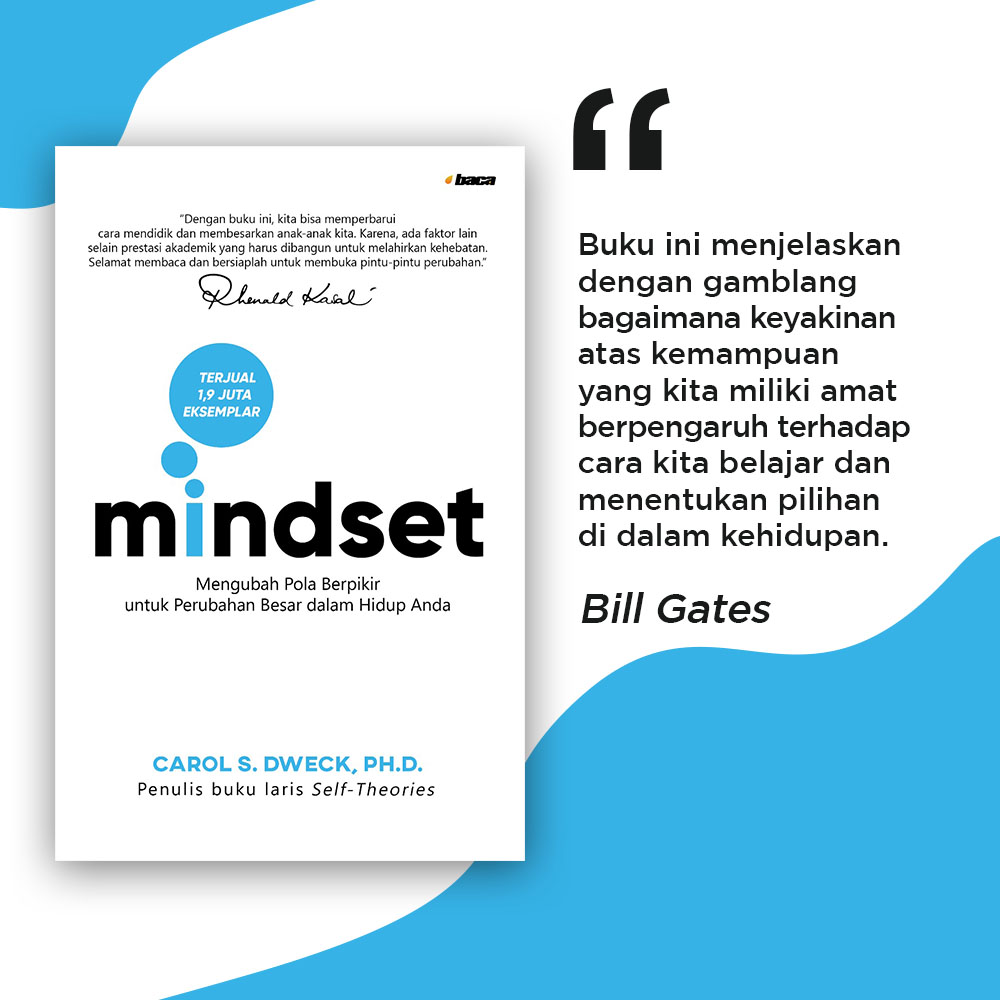 baca
"Dengan buku ini, kita bisa memperbarui
cara mendidik dan membesarkan anak-anak kita. Karena, ada faktor lain
selain prestasi akademik yang harus dibangun untuk melahirkan kehebatan.
Selamat membaca dan bersiaplah untuk membuka pintu-pintu perubahan."
Rhenald Kasali
TERJUAL
1,9 JUTA
EKSEMPLAR
mindset
Mengubah Pola Berpikir
untuk Perubahan Besar dalam Hidup Anda
CAROL S. DWECK, PH.D.
Penulis buku laris Self-Theories
“
Buku ini menjelaskan
dengan gamblang
bagaimana keyakinan
atas kemampuan
yang kita miliki amat
berpengaruh terhadap
cara kita belajar dan
menentukan pilihan
di dalam kehidupan.
Bill Gates